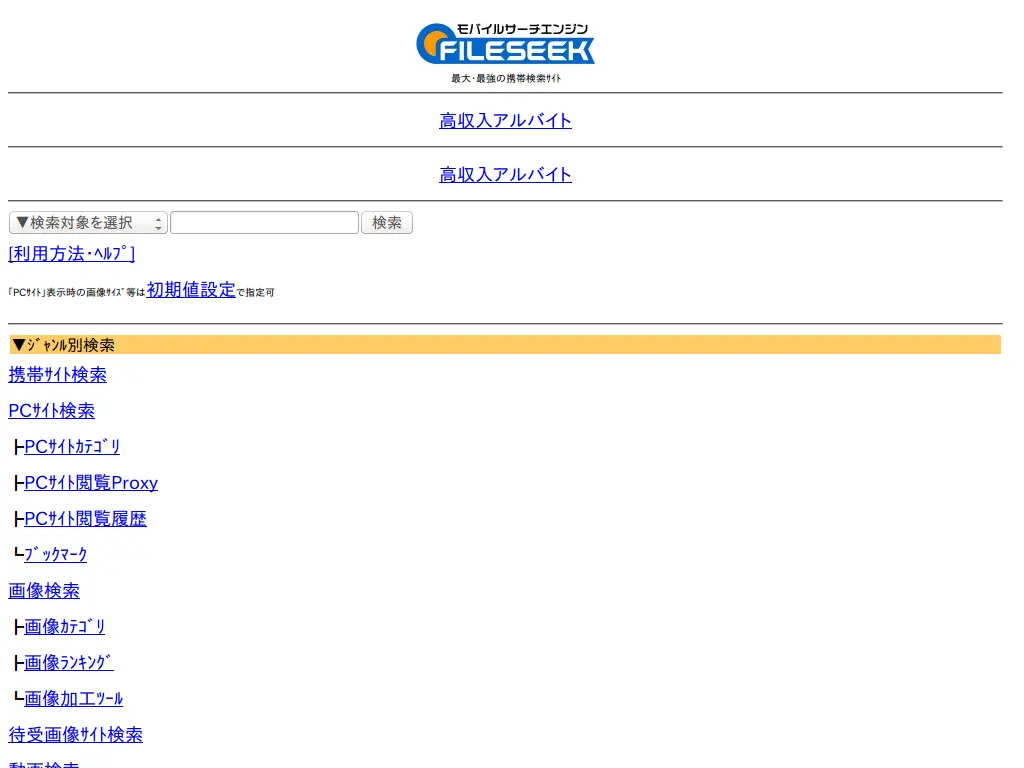 モバイルサーチエンジン
FILESEEK
最大･最強の携帯検索ｻｲﾄ
高収入アルバイト
高収入アルバイト
▼検索対象を選択 検索
[利用方法･ﾍﾙﾌﾟ]
｢PCｻｲﾄ｣表示時の画像ｻｲｽﾞ等は初期値設定で指定可
▼ｼﾞｬﾝﾙ別検索
携帯ｻｲﾄ検索
PCｻｲﾄ検索
┣PCｻｲﾄｶﾃｺﾞﾘ
┣PCｻｲﾄ閲覧Proxy
┣PCｻｲﾄ閲覧履歴
┗ﾌﾞｯｸﾏｰｸ
画像検索
┣画像ｶﾃｺﾞﾘ
┣画像ﾗﾝｷﾝｸﾞ
┗画像加工ﾂｰﾙ
待受画像ｻｲﾄ検索
動画検索